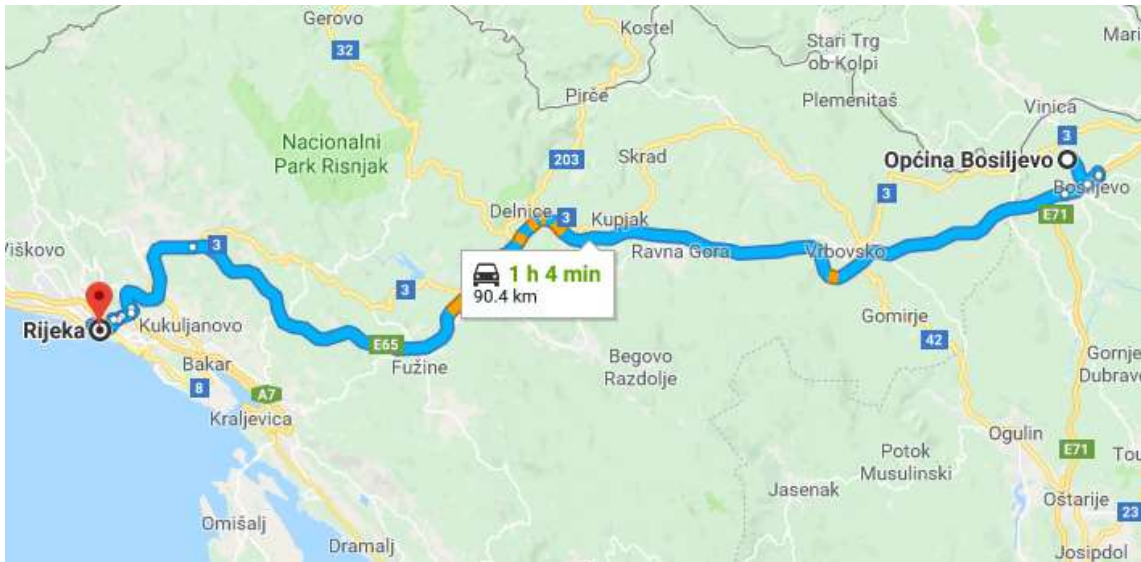 Gerovo
Kostel
3
Mari
32
Stari Trg
ob Kolpi
Pirče
Plemenitaš
Vinica
Nacionalni
Park Risnjak
203
Skrad
3
Općina Bosiljevo
3
Bosiljevo
Delnice
3
Kupjak
E71
Viškovo
3
Ravna Gora
Vrbovsko
1 h 4 min
90.4 km
3
Rijeka
Kukuljanovo
Gomirje
E65
42
Fužine
Begovo
Razdolje
Gornje
Dubrave
Bakar
8
A7
Kraljevica
Ogulin
E71
Potok
Musulinski
Jasenak
Oštarije
Omišalj
23
Dramalj
Josipdol